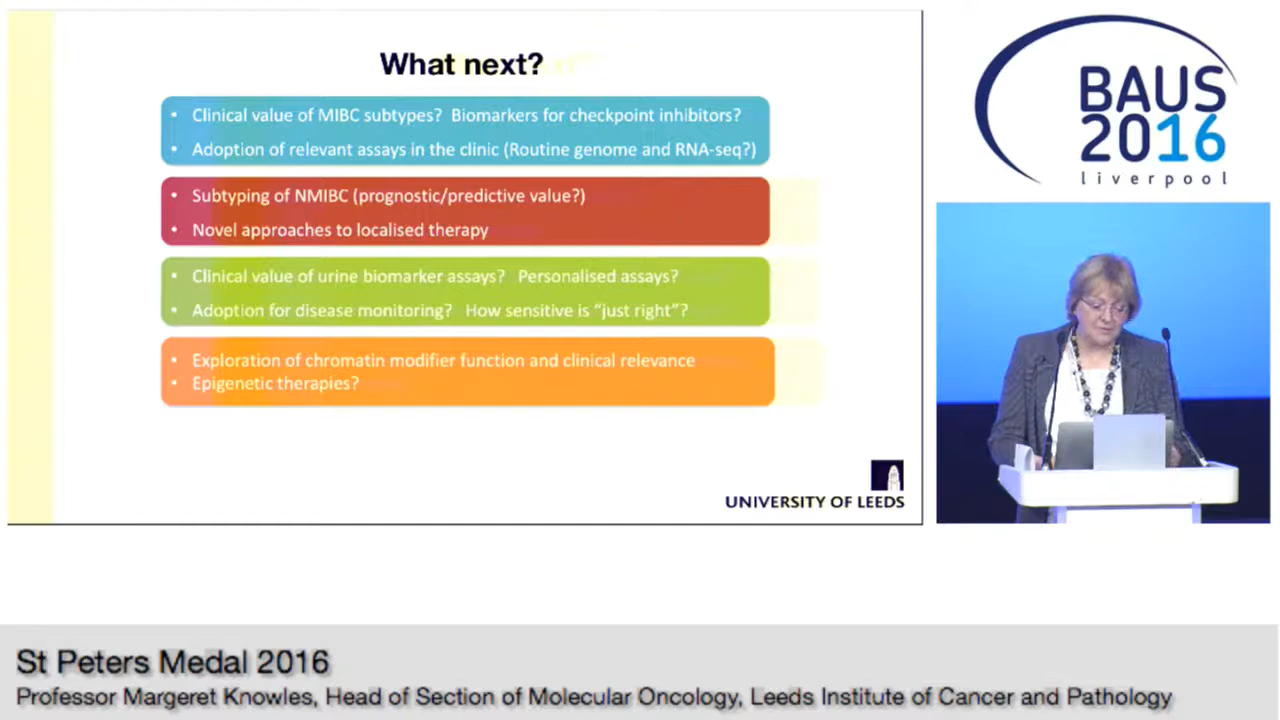 What next?
• Clinical value of MIBC subtypes? Biomarkers for checkpoint inhibitors?
• Adoption of relevant assays in the clinic (Routine genome and RNA-seq?)
• Subtyping of NMIBC (prognostic/predictive value?)
• Novel approaches to localised therapy
• Clinical value of urine biomarker assays? Personalised assays?
• Adoption for disease monitoring? How sensitive is “just right”?
• Exploration of chromatin modifier function and clinical relevance
• Epigenetic therapies?
UNIVERSITY OF LEEDS
BAUS
2016
liverpool
St Peters Medal 2016
Professor Margeret Knowles, Head of Section of Molecular Oncology, Leeds Institute of Cancer and Pathology